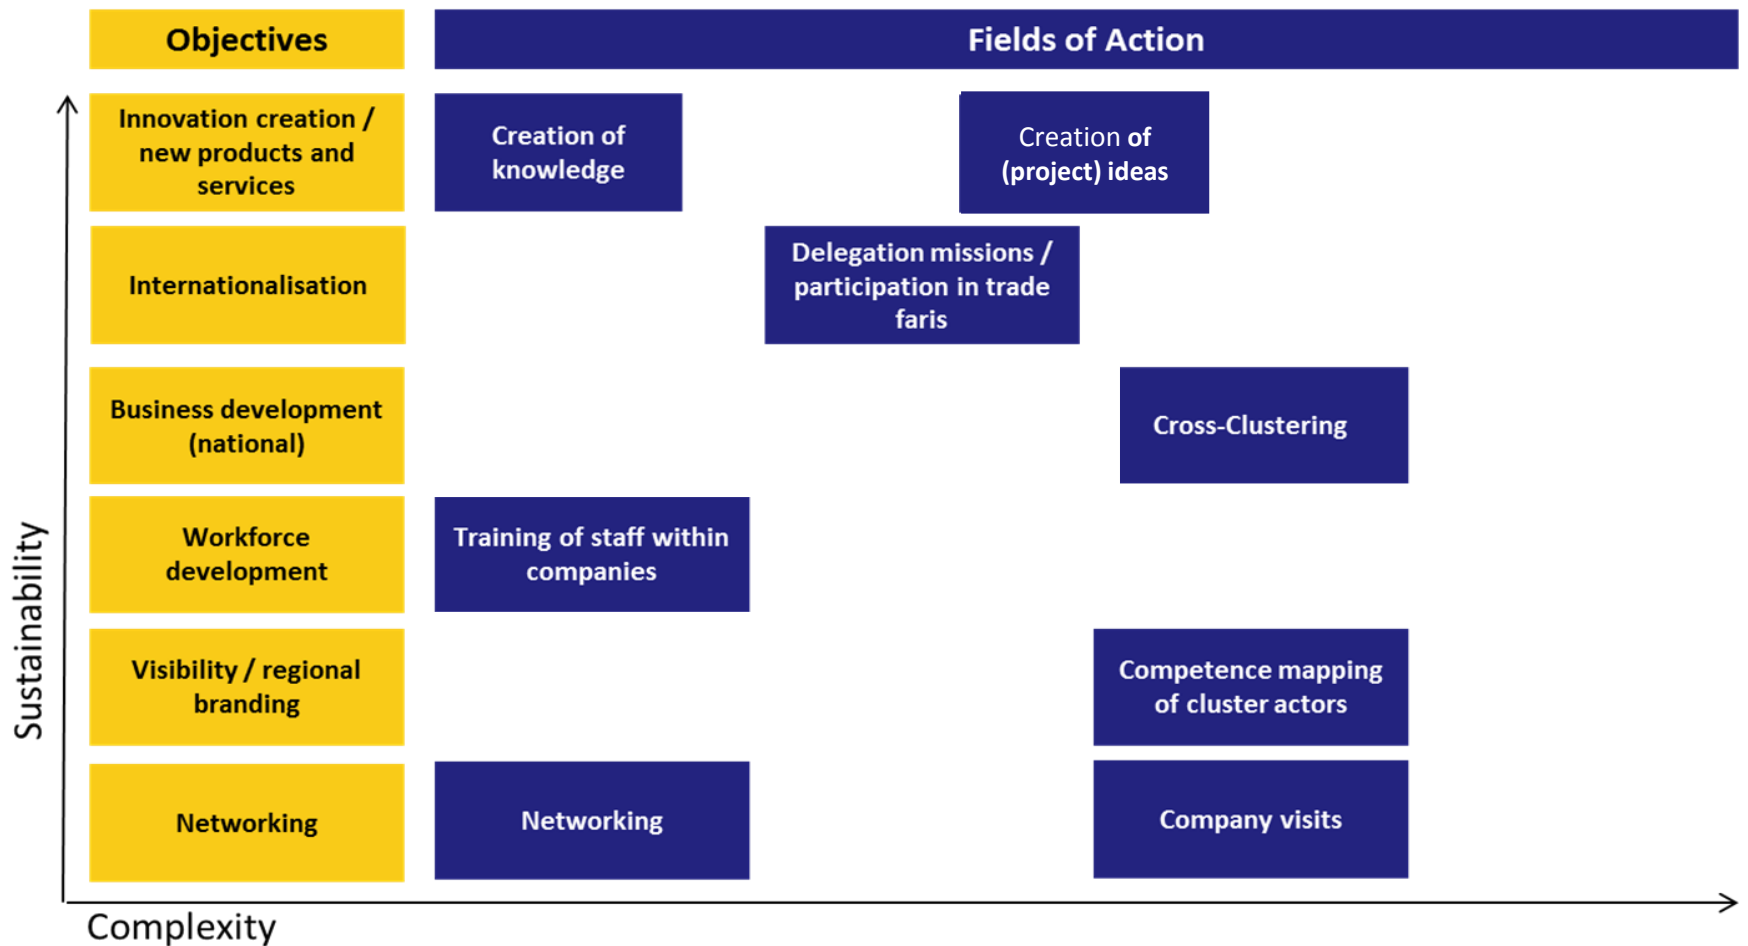 Objectives
Fields of Action
Innovation creation /
new products and
services
Creation of
knowledge
Creation of
(project) ideas
Internationalisation
Delegation missions /
participation in trade
faris
Business development
(national)
Cross-Clustering
Workforce
development
Training of staff within
companies
Visibility / regional
branding
Competence mapping
of cluster actors
Networking
Networking
Company visits
Sustainability
Complexity